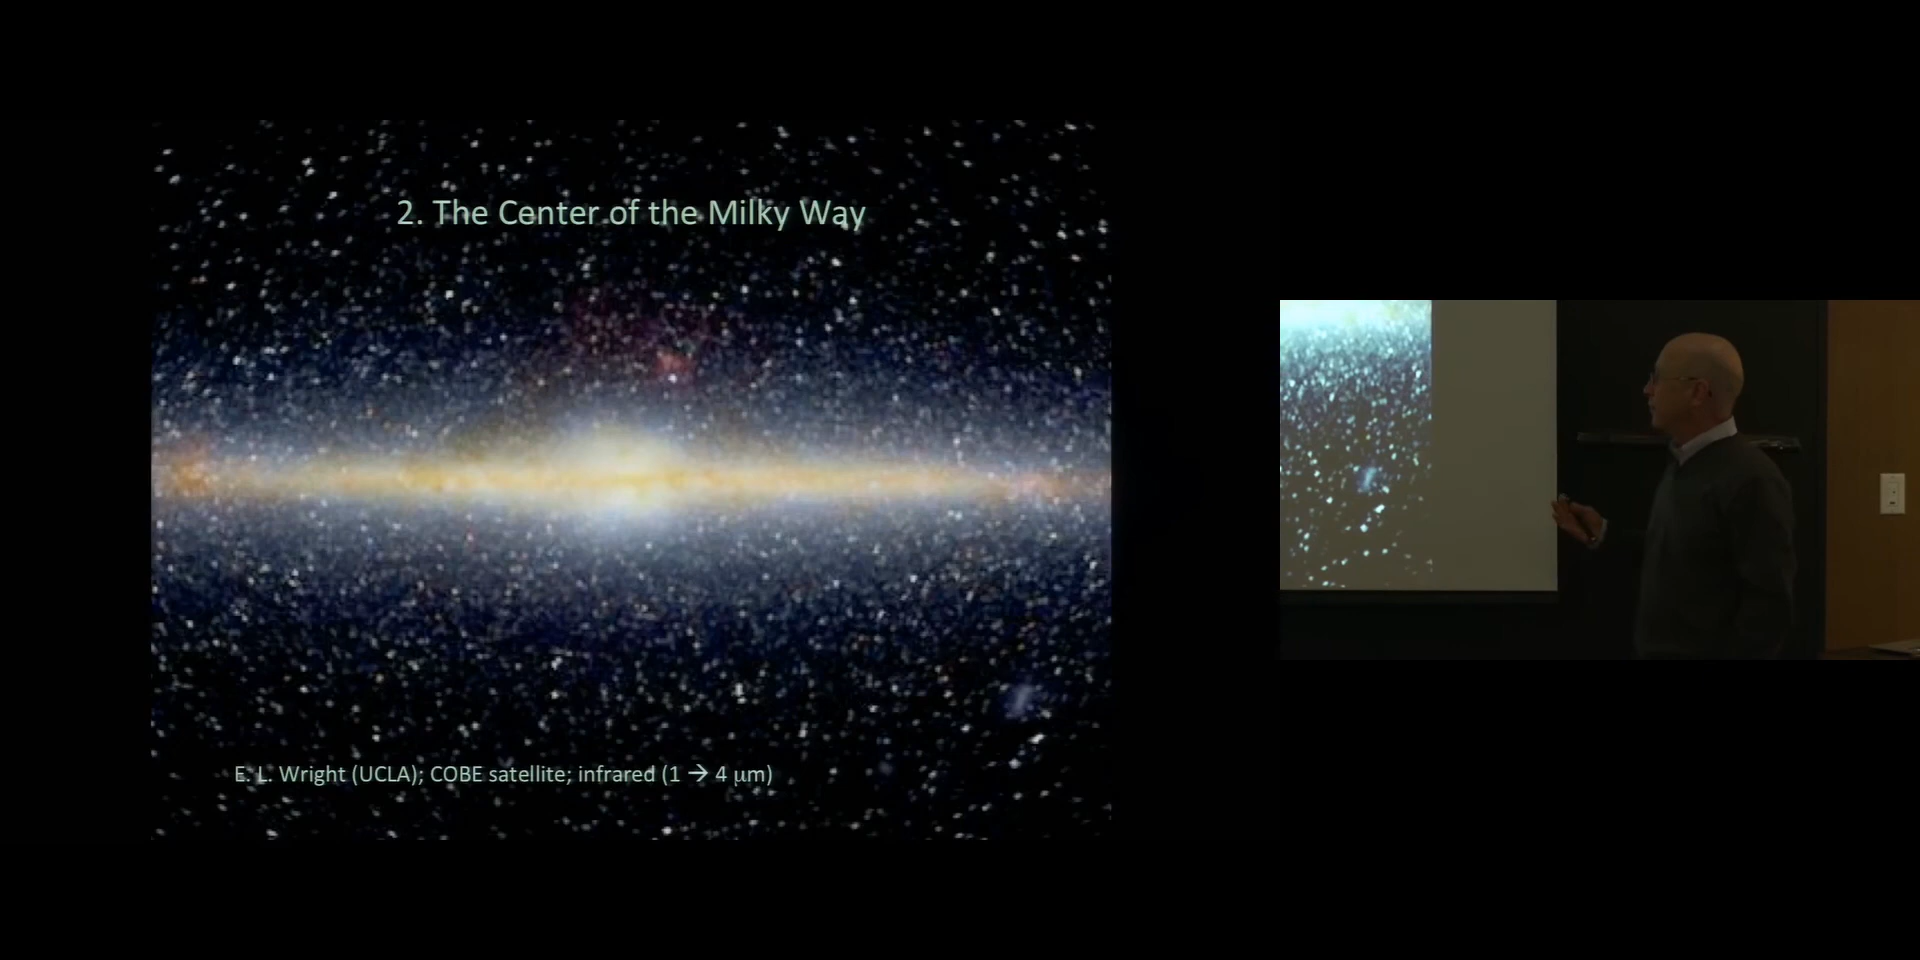 2. The Center of the Milky Way
E. L. Wright (UCLA); COBE satellite; infrared (1 → 4 μm)